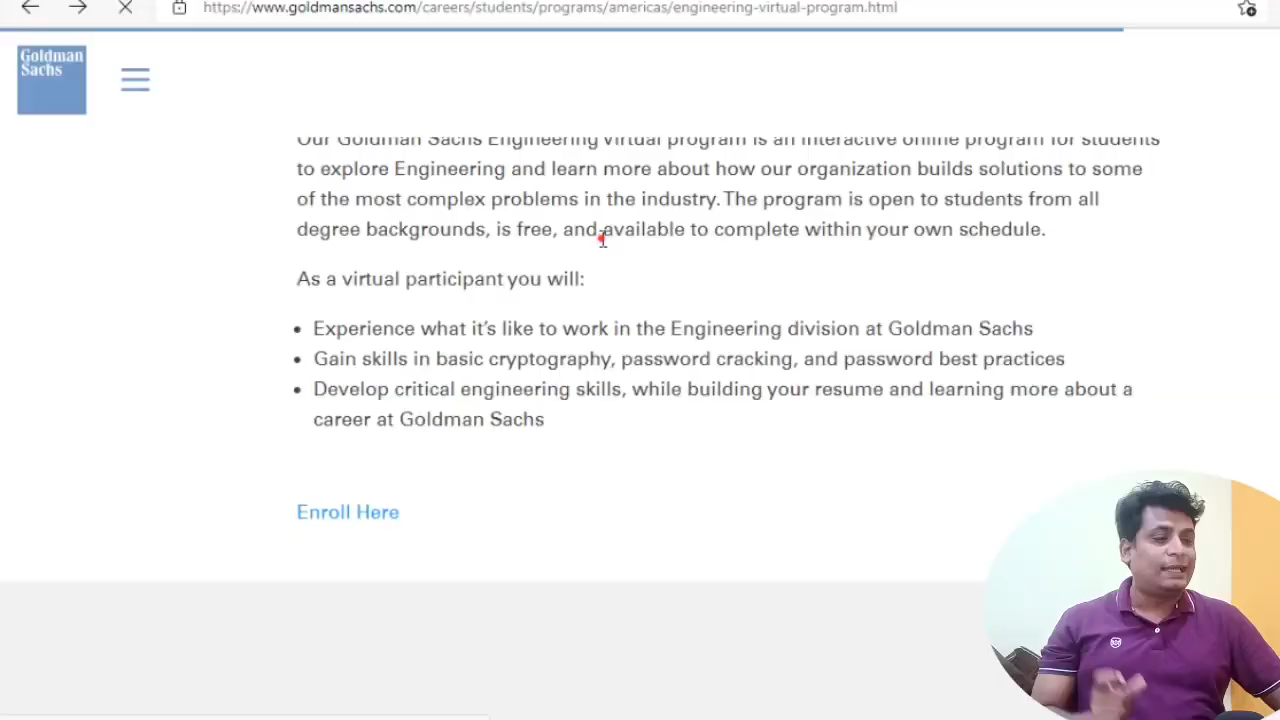 https://www.goldmansachs.com/careers/students/programs/americas/engineering-virtual-program.html
Goldman
Sachs
Our Goldman Sachs Engineering Virtual program is an interactive online program for students
to explore Engineering and learn more about how our organization builds solutions to some
of the most complex problems in the industry. The program is open to students from all
degree backgrounds, is free, and available to complete within your own schedule.
As a virtual participant you will:
• Experience what it's like to work in the Engineering division at Goldman Sachs
• Gain skills in basic cryptography, password cracking, and password best practices
• Develop critical engineering skills, while building your resume and learning more about a
career at Goldman Sachs
Enroll Here